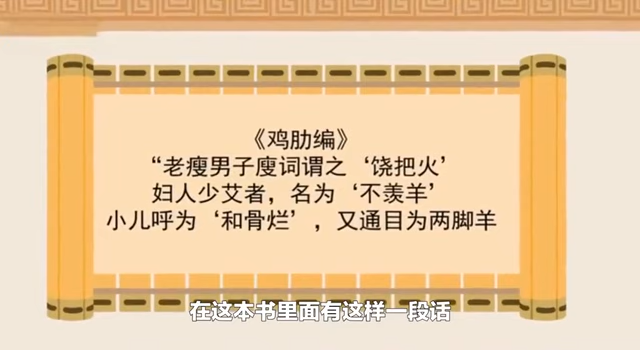 《鸡肋编》
“老瘦男子廋词谓之‘饶把火’
妇人少艾者，名为‘不羡羊’
小儿呼为‘和骨烂’，又通目为两脚羊
在这本书里面有这样一段话